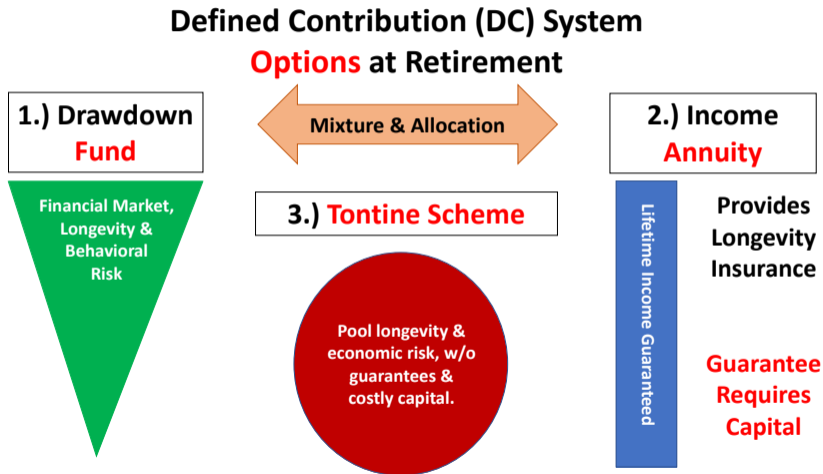 Defined Contribution (DC) System
Options at Retirement
1.) Drawdown
Fund
Mixture & Allocation
2.) Income
Annuity
Financial Market,
Longevity &
Behavioral
Risk
3.) Tontine Scheme
Pool longevity &
economic risk, w/o
guarantees &
costly capital.
Lifetime Income Guaranteed
Provides
Longevity
Insurance
Guarantee
Requires
Capital